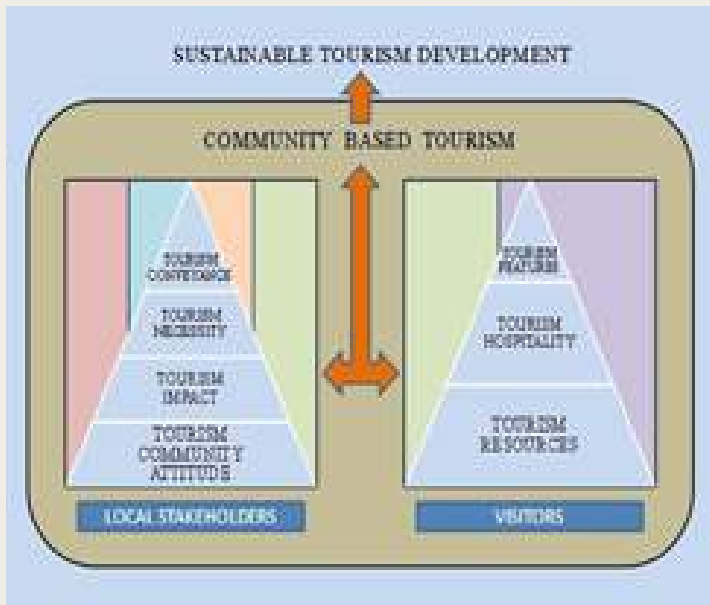 SUSTAINABLE TOURISM DEVELOPMENT
COMMUNITY BASED TOURISM
TOURISM
CONVEYANCE
TOURISM
NECESSITY
TOURISM
IMPACT
TOURISM
COMMUNITY
ATTITUDE
LOCAL STAKEHOLDERS
TOURISM
FEATURES
TOURISM
HOSPITALITY
TOURISM
RESOURCES
VISITORS